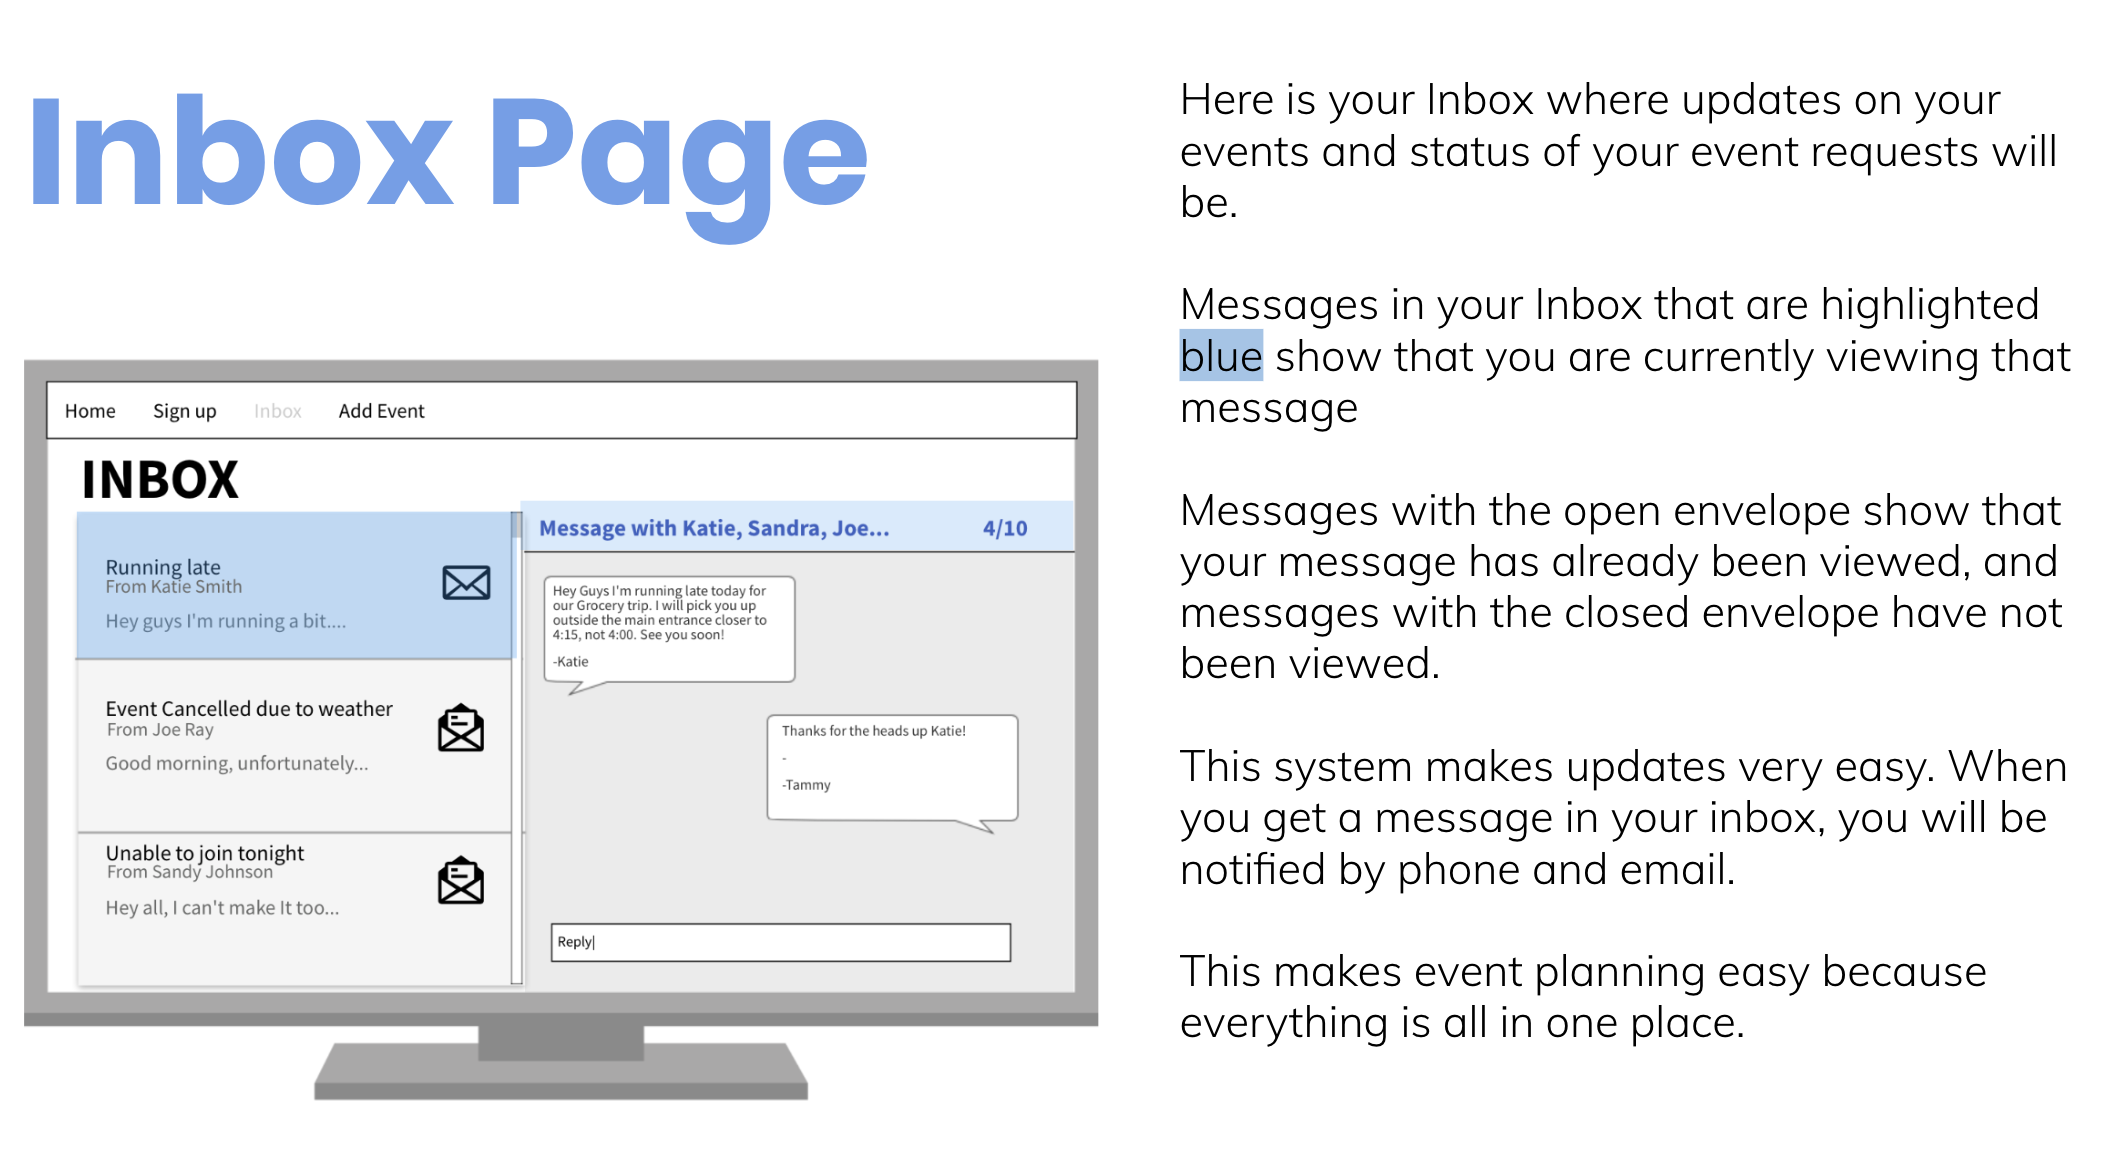 Inbox Page
Home Sign up Inbox Add Event
INBOX
Running late
From Katie Smith
Hey guys I'm running a bit....
Event Cancelled due to weather
From Joe Ray
Good morning, unfortunately...
Unable to join tonight
From Sandy Johnson
Hey all, I can't make It too...
Message with Katie, Sandra, Joe... 4/10
Hey Guys I'm running late today for
our Grocery trip. I will pick you up
outside the main entrance closer to
4:15, not 4:00. See you soon!
-Katie
Thanks for the heads up Katie!
-
-Tammy
Reply|
Here is your Inbox where updates on your
events and status of your event requests will
be.
Messages in your Inbox that are highlighted
blue show that you are currently viewing that
message
Messages with the open envelope show that
your message has already been viewed, and
messages with the closed envelope have not
been viewed.
This system makes updates very easy. When
you get a message in your inbox, you will be
notified by phone and email.
This makes event planning easy because
everything is all in one place.